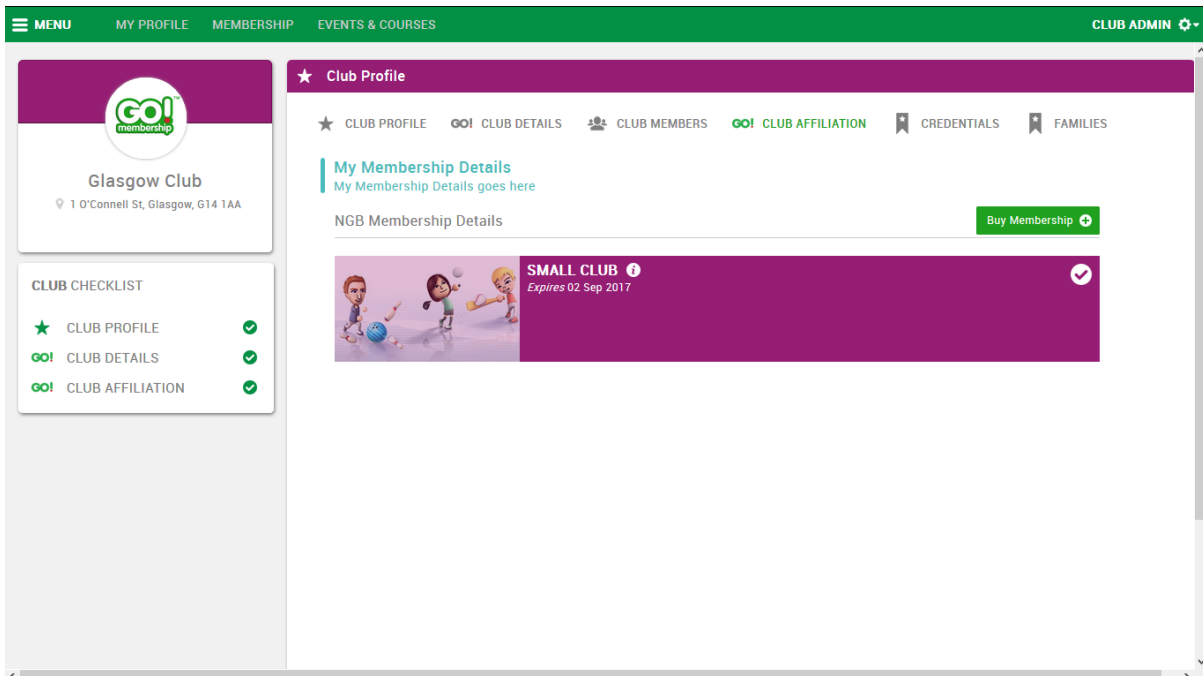 MENU MY PROFILE MEMBERSHIP EVENTS & COURSES CLUB ADMIN
GO!™
membership
Glasgow Club
1 O'Connell St, Glasgow, G14 1AA
CLUB CHECKLIST
CLUB PROFILE
GO! CLUB DETAILS
GO! CLUB AFFILIATION
Club Profile
CLUB PROFILE GO! CLUB DETAILS CLUB MEMBERS GO! CLUB AFFILIATION CREDENTIALS FAMILIES
My Membership Details
My Membership Details goes here
NGB Membership Details Buy Membership
SMALL CLUB
Expires 02 Sep 2017